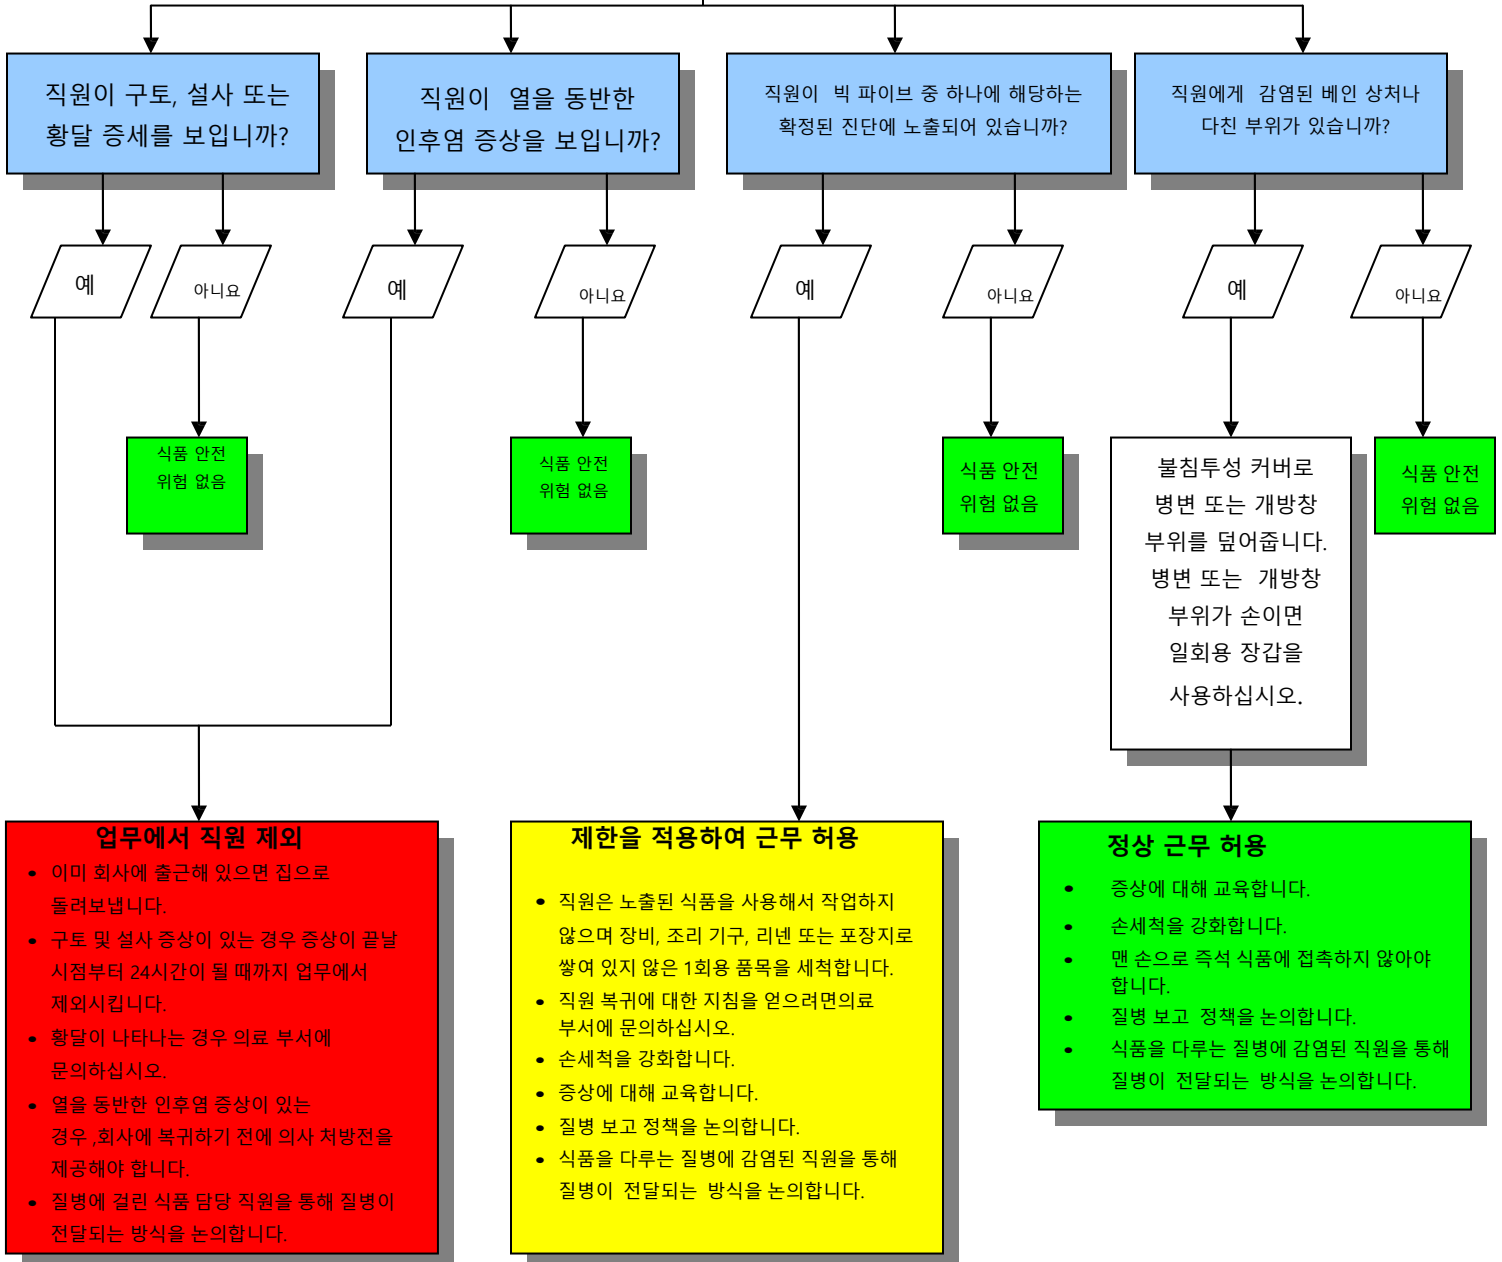 직원이 구토, 설사 또는
황달 증세를 보입니까?
직원이 열을 동반한
인후염 증상을 보입니까?
직원이 빅 파이브 중 하나에 해당하는
확정된 진단에 노출되어 있습니까?
직원에게 감염된 베인 상처나
다친 부위가 있습니까?
예
아니요
예
아니요
예
아니요
예
아니요
식품 안전
위험 없음
식품 안전
위험 없음
식품 안전
위험 없음
불침투성 커버로
병변 또는 개방창
부위를 덮어줍니다.
병변 또는 개방창
부위가 손이면
일회용 장갑을
사용하십시오.
식품 안전
위험 없음
업무에서 직원 제외
• 이미 회사에 출근해 있으면 집으로
돌려보냅니다.
• 구토 및 설사 증상이 있는 경우 증상이 끝날
시점부터 24시간이 될 때까지 업무에서
제외시킵니다.
• 황달이 나타나는 경우 의료 부서에
문의하십시오.
• 열을 동반한 인후염 증상이 있는
경우 ,회사에 복귀하기 전에 의사 처방전을
제공해야 합니다.
• 질병에 걸린 식품 담당 직원을 통해 질병이
전달되는 방식을 논의합니다.
제한을 적용하여 근무 허용
• 직원은 노출된 식품을 사용해서 작업하지
않으며 장비, 조리 기구, 리넨 또는 포장지로
쌓여 있지 않은 1회용 품목을 세척합니다.
• 직원 복귀에 대한 지침을 얻으려면의료
부서에 문의하십시오.
• 손세척을 강화합니다.
• 증상에 대해 교육합니다.
• 질병 보고 정책을 논의합니다.
• 식품을 다루는 질병에 감염된 직원을 통해
질병이 전달되는 방식을 논의합니다.
정상 근무 허용
• 증상에 대해 교육합니다.
• 손세척을 강화합니다.
• 맨 손으로 즉석 식품에 접촉하지 않아야
합니다.
• 질병 보고 정책을 논의합니다.
• 식품을 다루는 질병에 감염된 직원을 통해
질병이 전달되는 방식을 논의합니다.